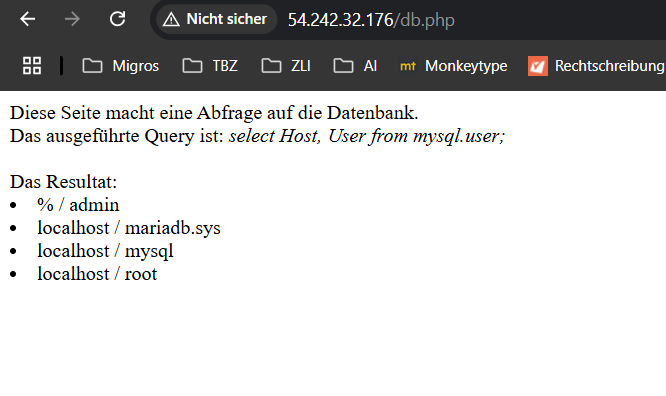 Nicht sicher 54.242.32.176/db.php
Migros TBZ ZLI AI mt Monkeytype Rechtschreibung
Diese Seite macht eine Abfrage auf die Datenbank.
Das ausgeführte Query ist: select Host, User from mysql.user;
Das Resultat:
• % / admin
• localhost / mariadb.sys
• localhost / mysql
• localhost / root